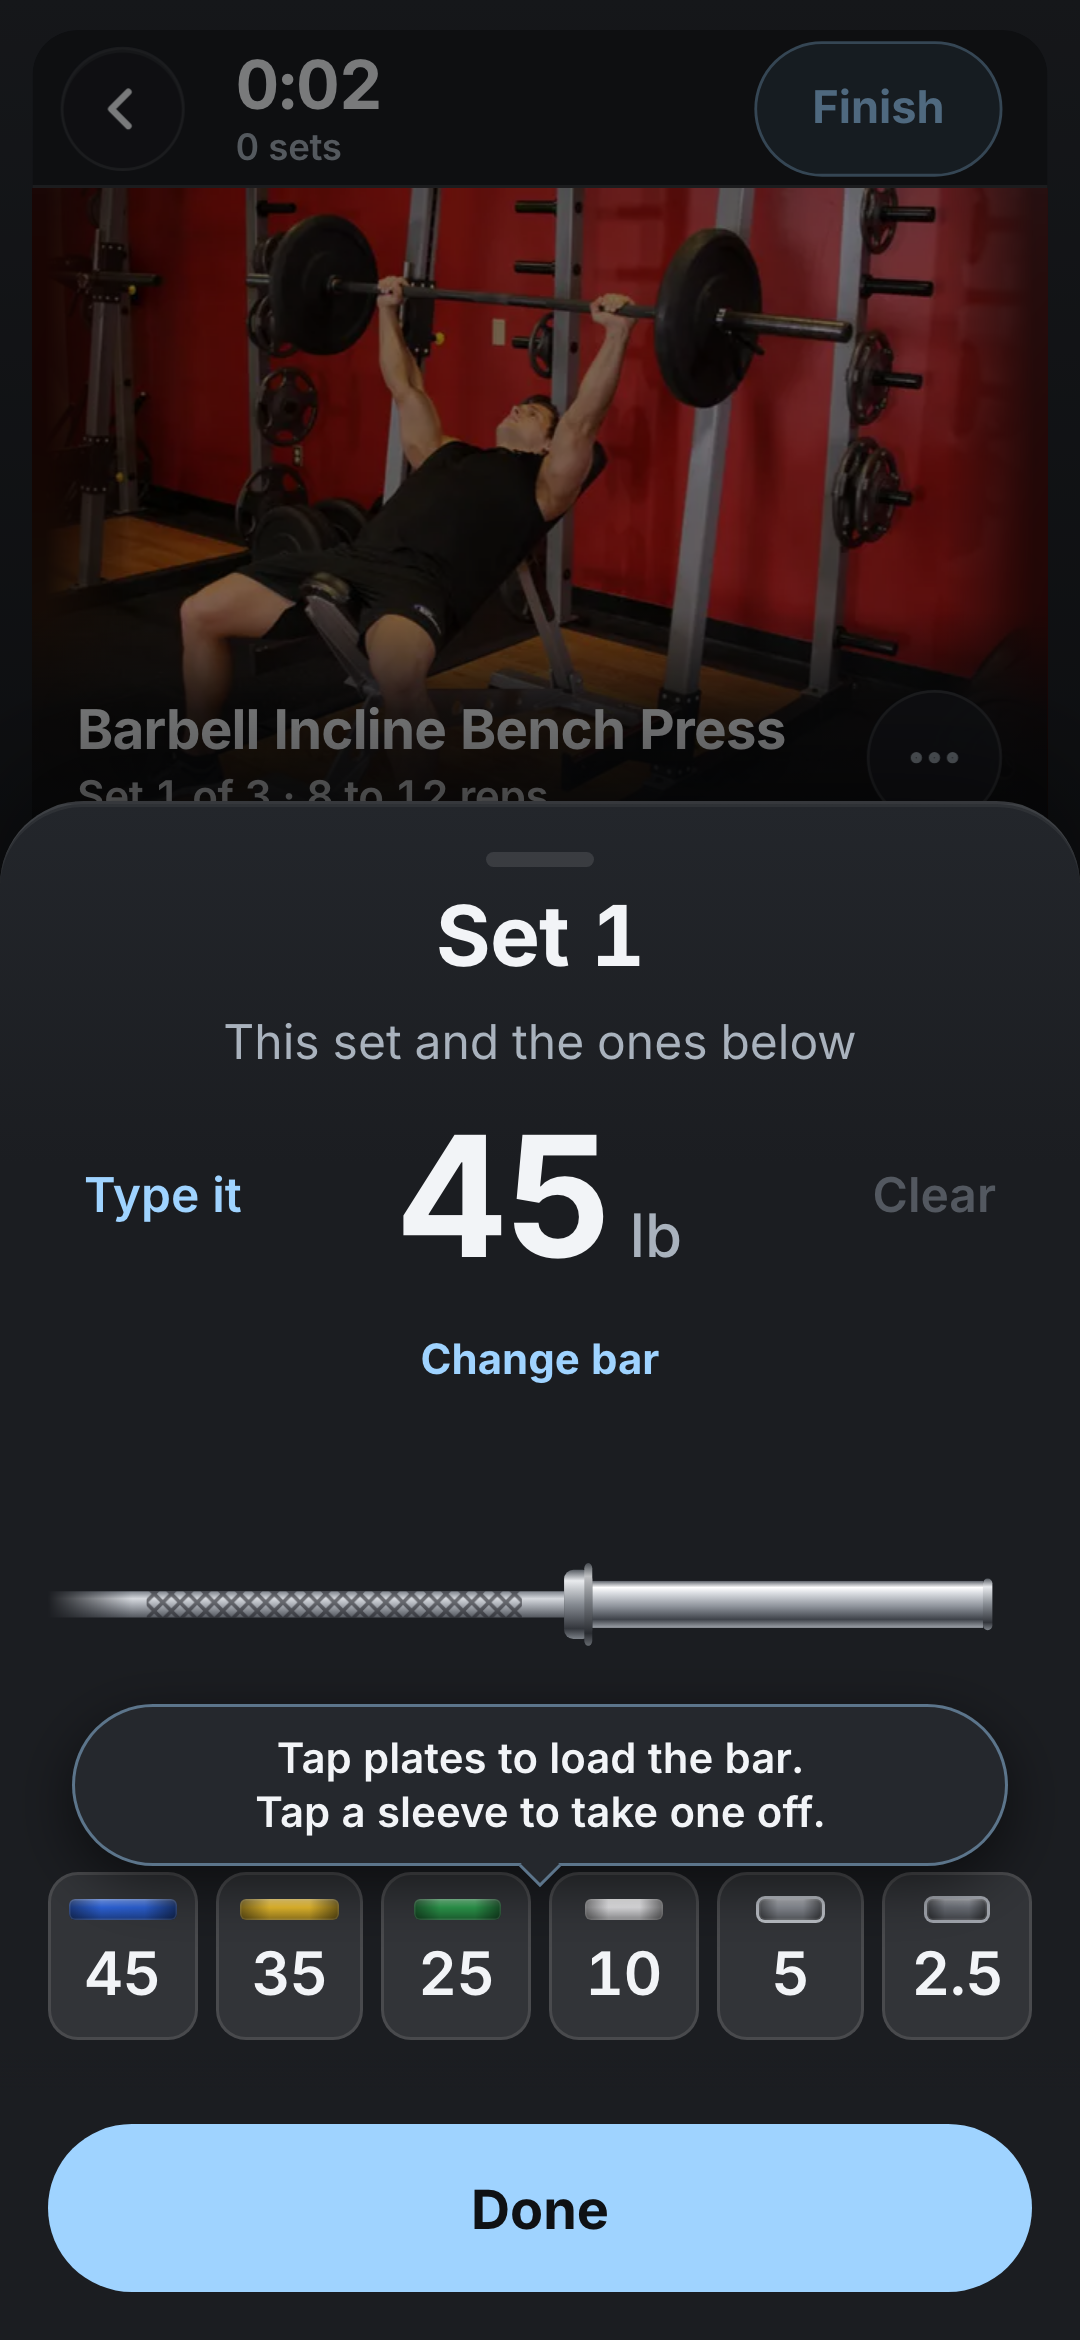 0:02
0 sets
Finish
Barbell Incline Bench Press
Set 1 of 3 · 8 to 12 reps
Set 1
This set and the ones below
Type it
45 lb
Clear
Change bar
Tap plates to load the bar.
Tap a sleeve to take one off.
45
35
25
10
5
2.5
Done